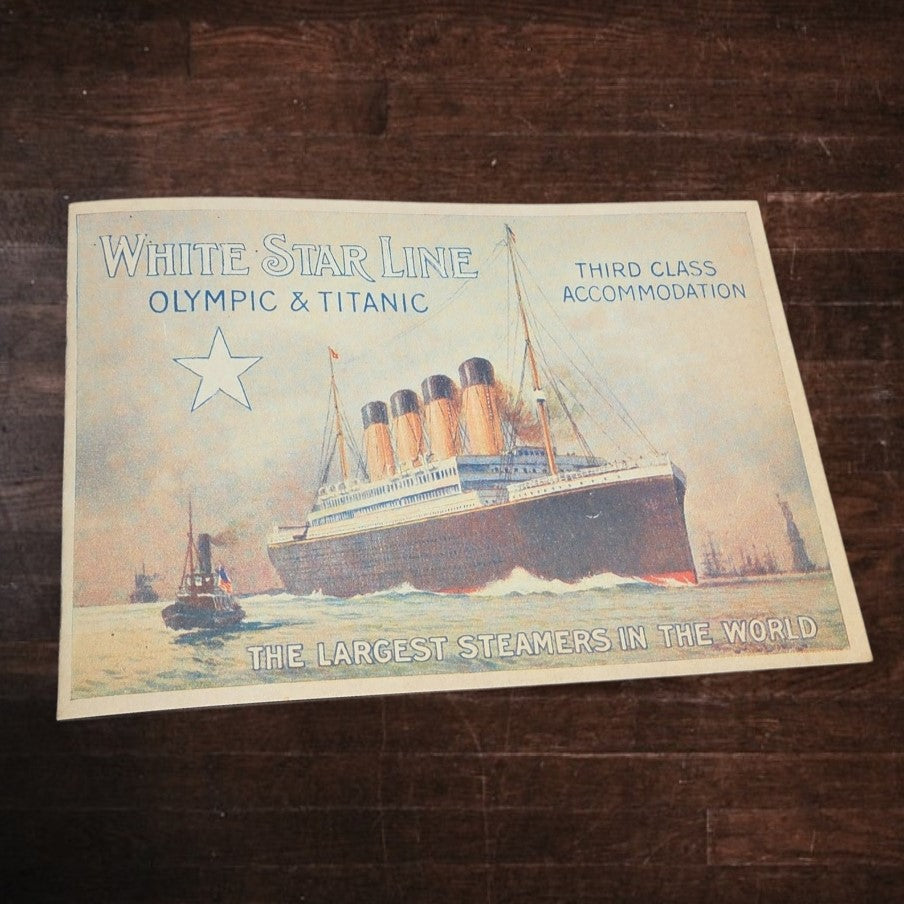 WHITE STAR LINE
OLYMPIC & TITANIC
THIRD CLASS
ACCOMMODATION
THE LARGEST STEAMERS IN THE WORLD